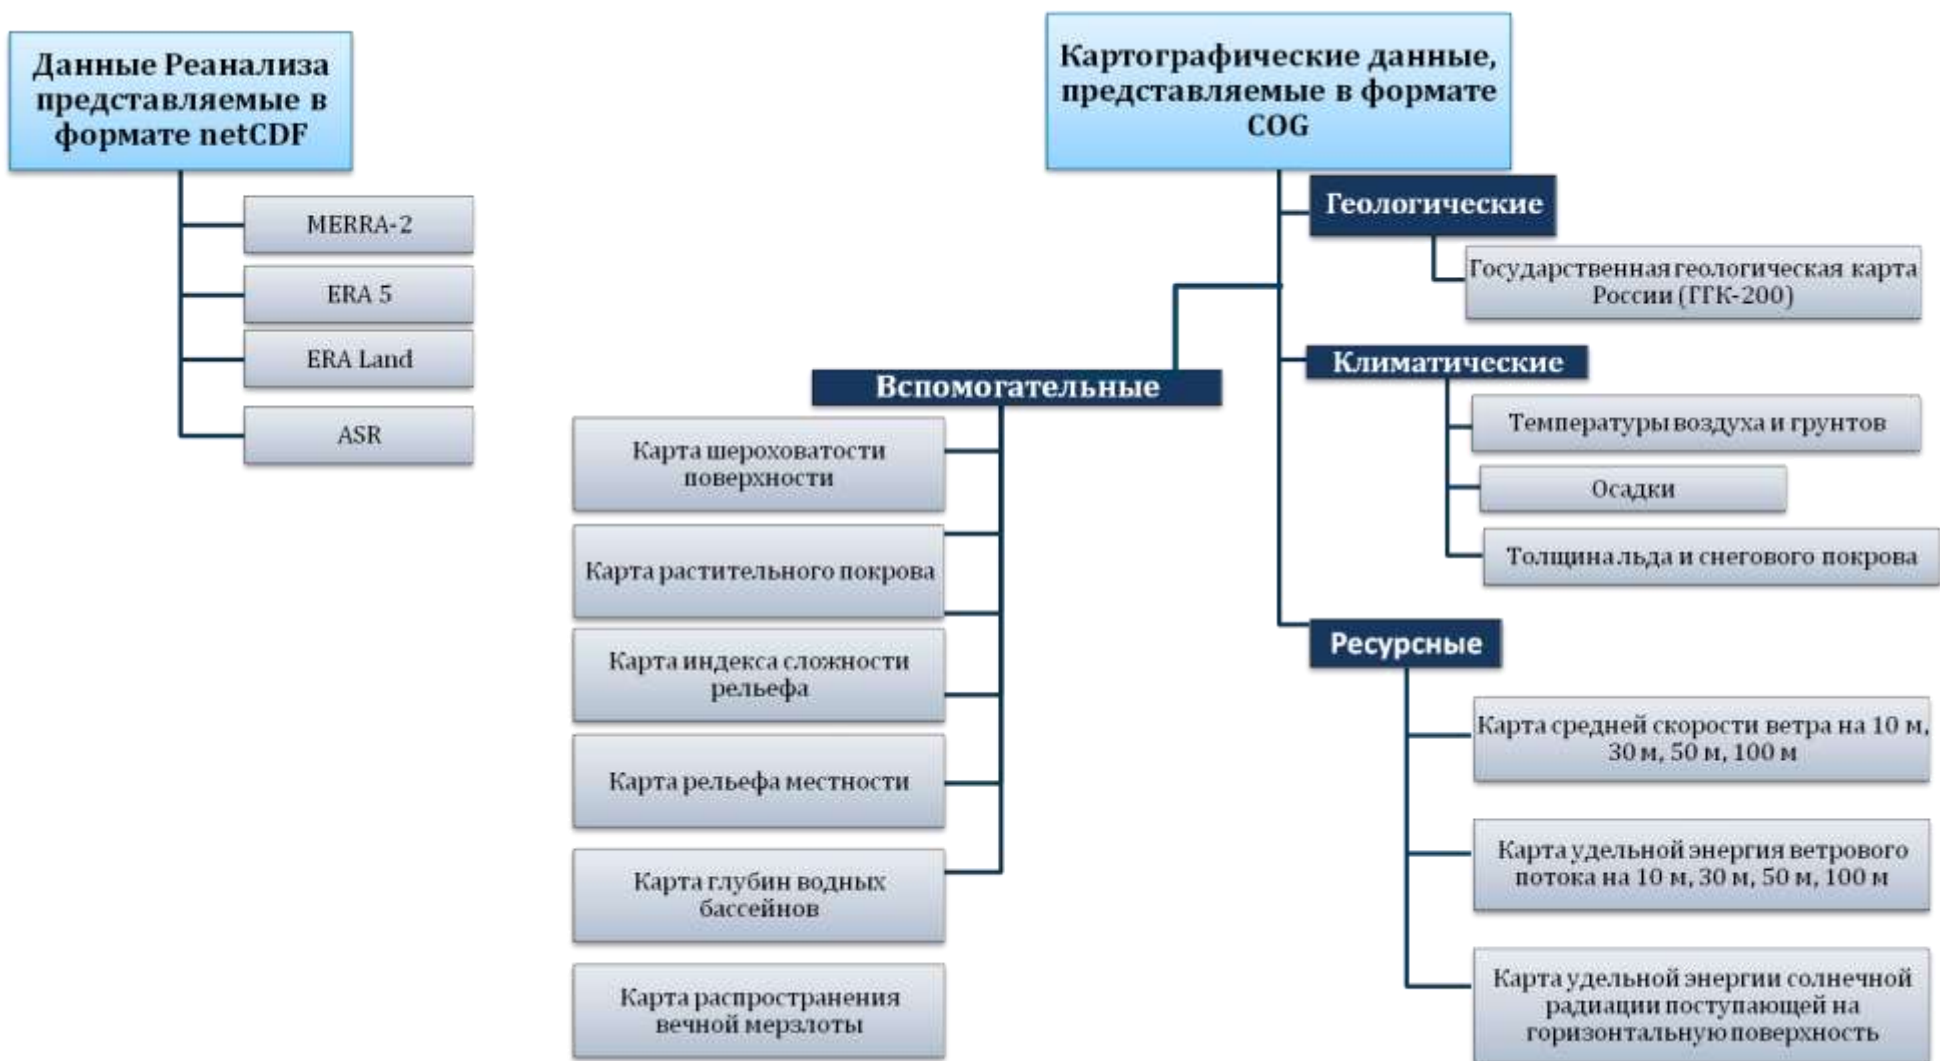 Данные Реанализа
представляемые в
формате netCDF
MERRA-2
ERA 5
ERA Land
ASR
Картографические данные,
представляемые в формате
COG
Геологические
Государственная геологическая карта
России (ГГК-200)
Климатические
Температуры воздуха и грунтов
Осадки
Толщина льда и снегового покрова
Вспомогательные
Карта шероховатости
поверхности
Карта растительного покрова
Карта индекса сложности
рельефа
Карта рельефа местности
Карта глубин водных
бассейнов
Карта распространения
вечной мерзлоты
Ресурсные
Карта средней скорости ветра на 10 м,
30 м, 50 м, 100 м
Карта удельной энергия ветрового
потока на 10 м, 30 м, 50 м, 100 м
Карта удельной энергии солнечной
радиации поступающей на
горизонтальную поверхность